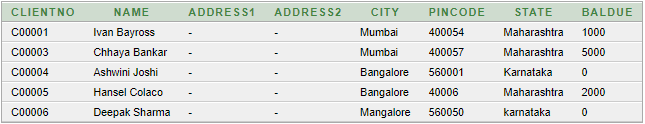 CLIENTNO NAME ADDRESS1 ADDRESS2 CITY PINCODE STATE BALDUE
C00001 Ivan Bayross - - Mumbai 400054 Maharashtra 1000
C00003 Chhaya Bankar - - Mumbai 400057 Maharashtra 5000
C00004 Ashwini Joshi - - Bangalore 560001 Karnataka 0
C00005 Hansel Colaco - - Bangalore 40006 Maharashtra 2000
C00006 Deepak Sharma - - Mangalore 560050 karnataka 0